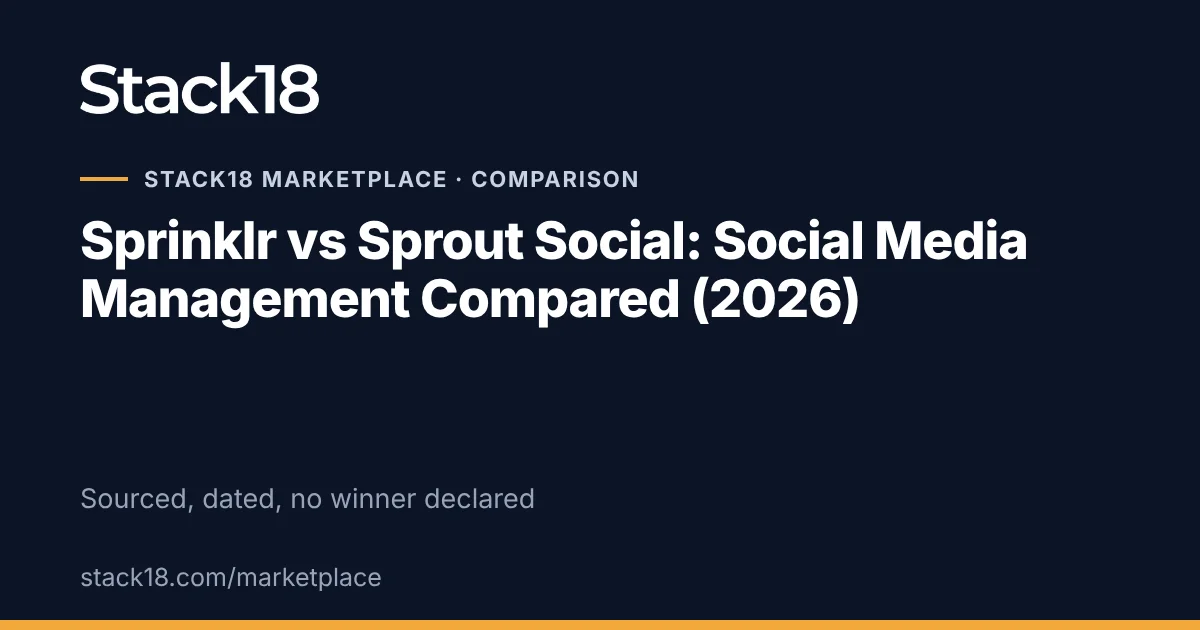 Stack18
STACK18 MARKETPLACE · COMPARISON
Sprinklr vs Sprout Social: Social Media
Management Compared (2026)
Sourced, dated, no winner declared
stack18.com/marketplace